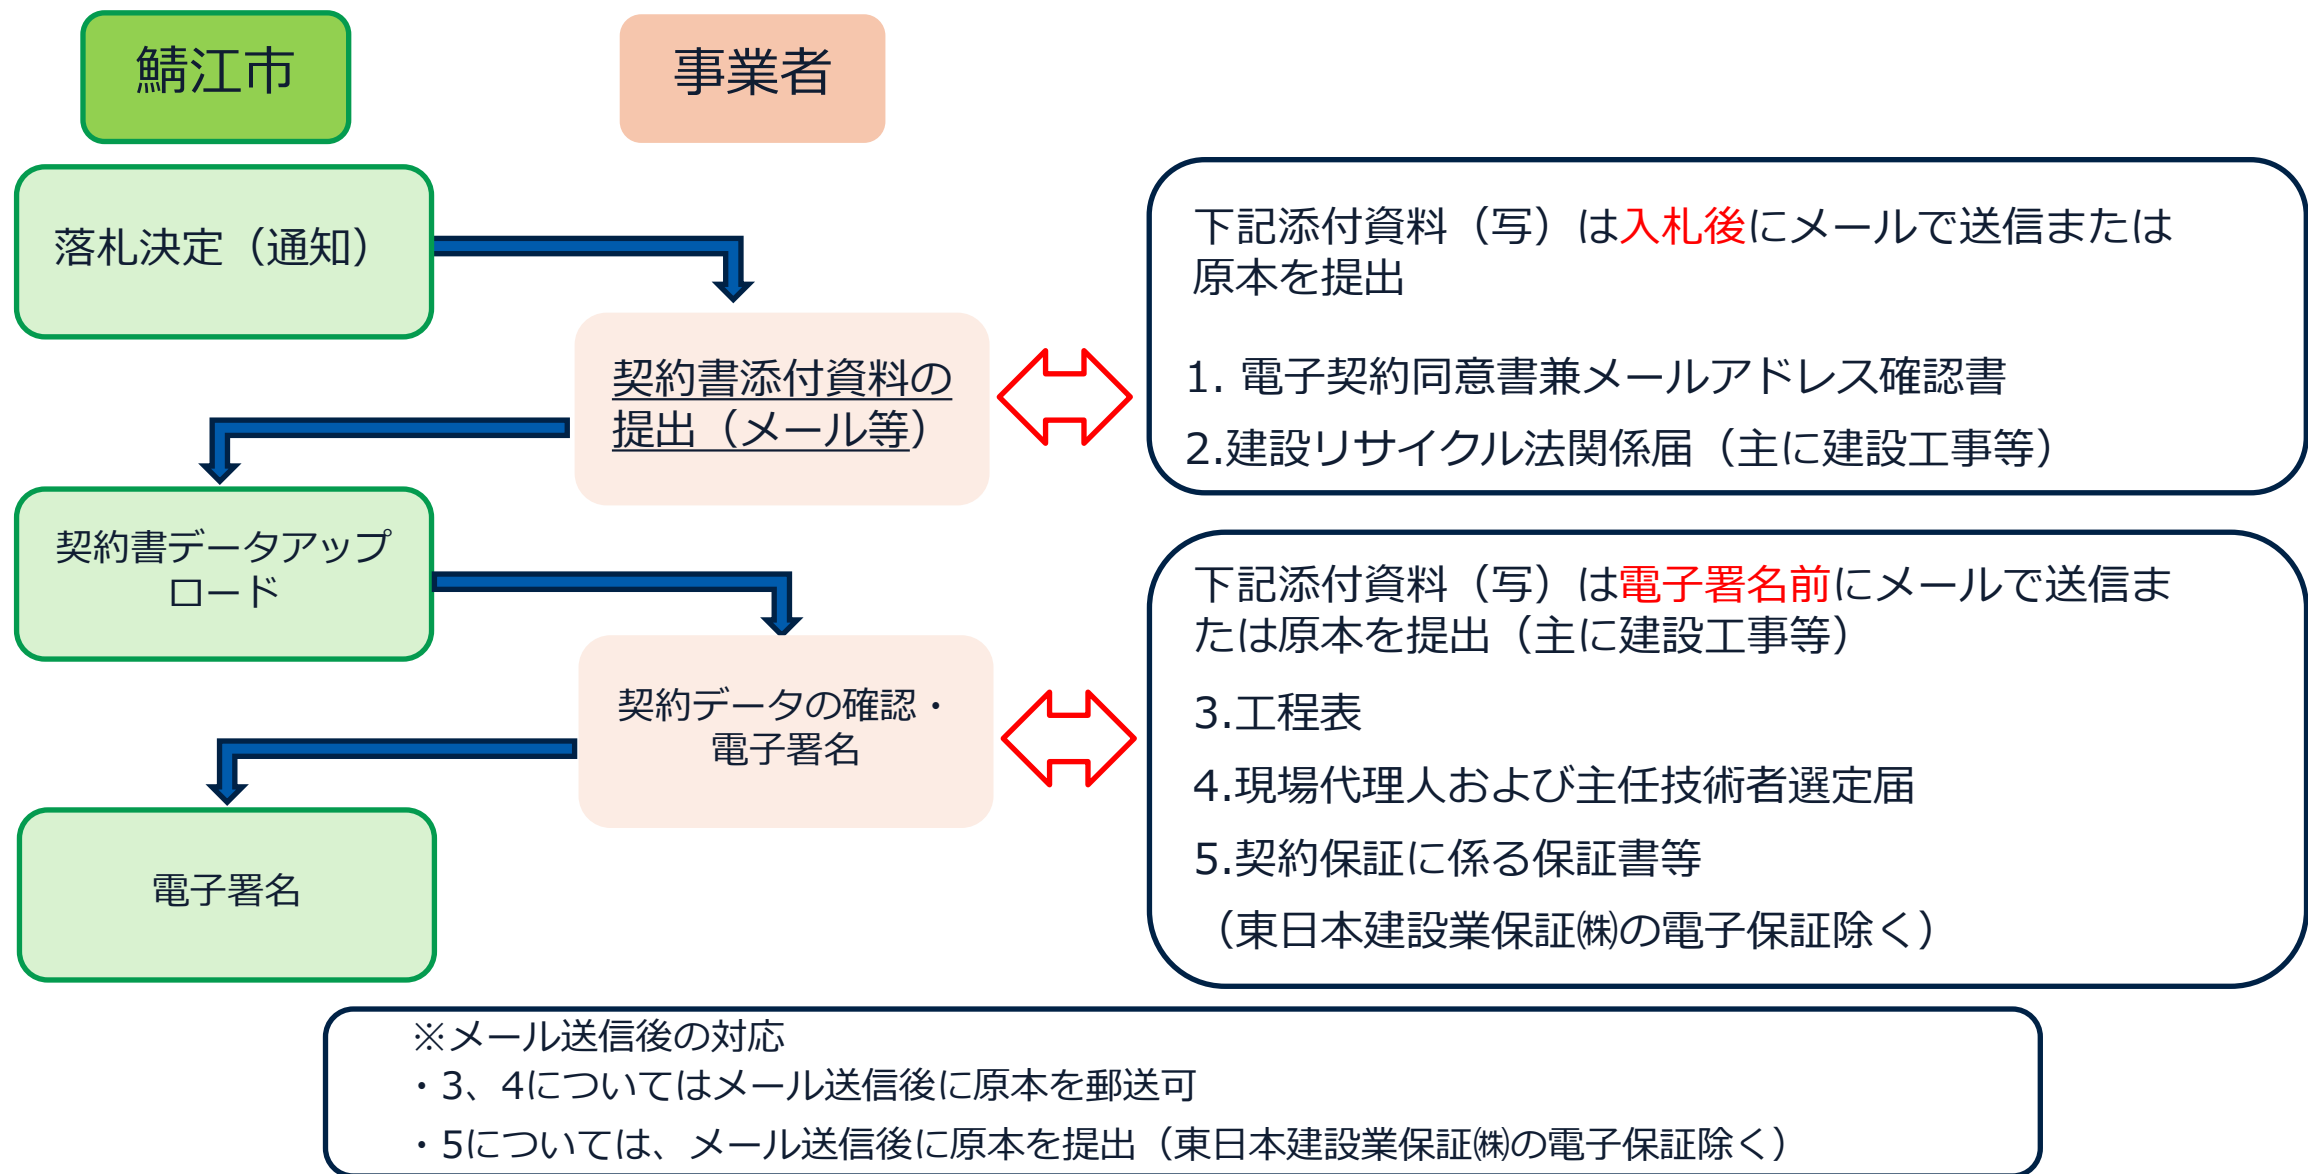 鯖江市
事業者
落札決定（通知）
契約書添付資料の
提出（メール等）
契約書データアップ
ロード
契約データの確認・
電子署名
電子署名
下記添付資料（写）は入札後にメールで送信または
原本を提出
1. 電子契約同意書兼メールアドレス確認書
2.建設リサイクル法関係届（主に建設工事等）
下記添付資料（写）は電子署名前にメールで送信ま
たは原本を提出（主に建設工事等）
3.工程表
4.現場代理人および主任技術者選定届
5.契約保証に係る保証書等
（東日本建設業保証㈱の電子保証除く）
※メール送信後の対応
・3、4についてはメール送信後に原本を郵送可
・5については、メール送信後に原本を提出（東日本建設業保証㈱の電子保証除く）